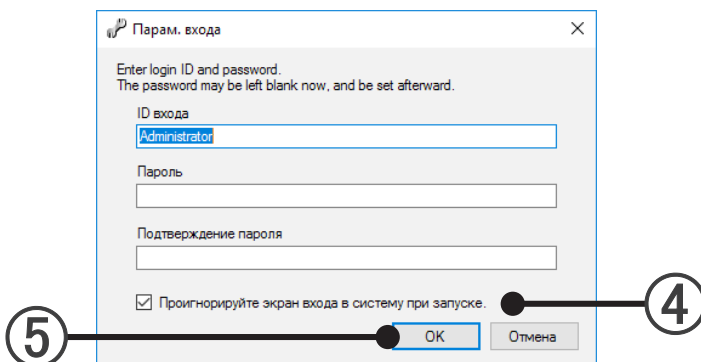 Парам. входа
Enter login ID and password.
The password may be left blank now, and be set afterward.
ID входа
Administrator
Пароль
Подтверждение пароля
Проигнорируйте экран входа в систему при запуске.
4
5
OK Отмена